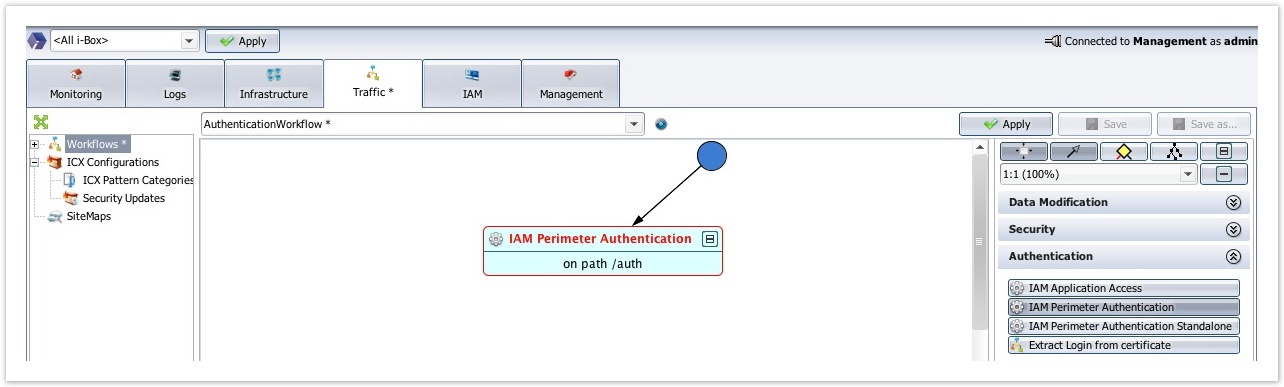 <All i-Box> Apply Connected to Management as admin
Monitoring Logs Infrastructure Traffic * IAM Management
AuthenticationWorkflow * Apply Save Save as...
Workflows *
ICX Configurations
ICX Pattern Categories
Security Updates
SiteMaps
IAM Perimeter Authentication
on path /auth
1:1 (100%)
Data Modification
Security
Authentication
IAM Application Access
IAM Perimeter Authentication
IAM Perimeter Authentication Standalone
Extract Login from certificate